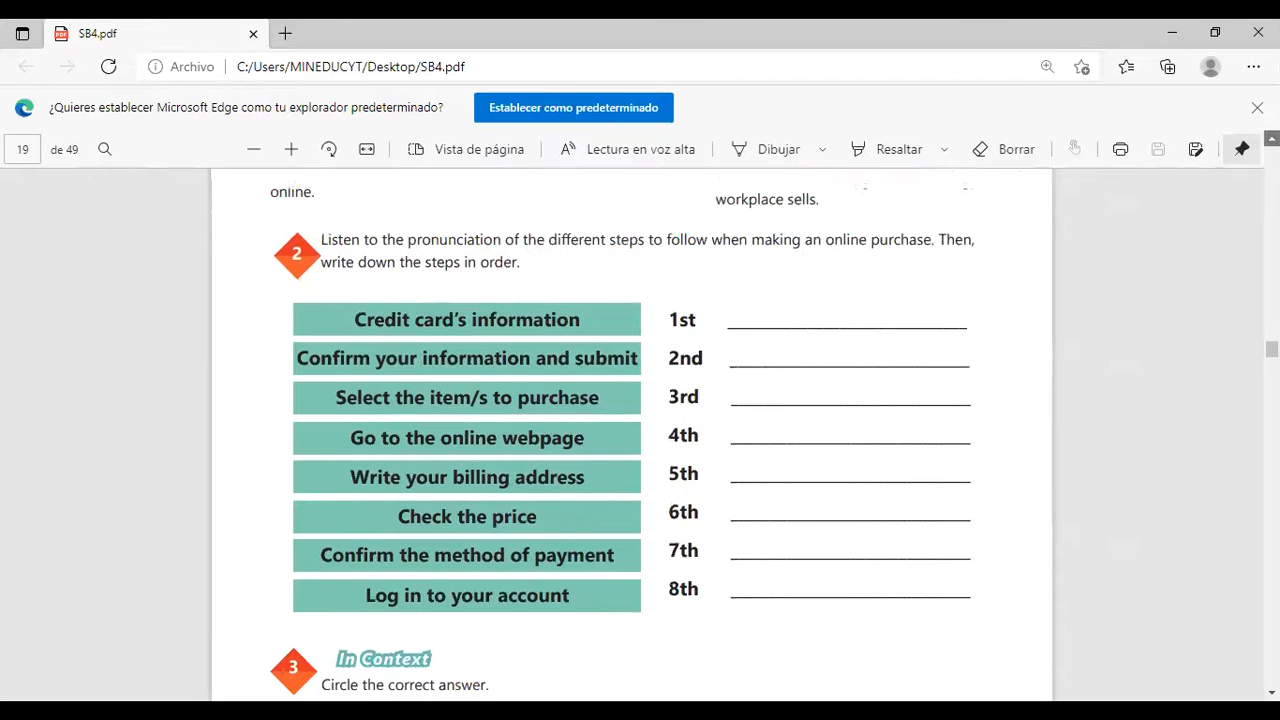 SB4.pdf
Archivo C:/Users/MINEDUCYT/Desktop/SB4.pdf
¿Quieres establecer Microsoft Edge como tu explorador predeterminado? Establecer como predeterminado
19 de 49 Vista de página Lectura en voz alta Dibujar Resaltar Borrar
online.
workplace sells.
2 Listen to the pronunciation of the different steps to follow when making an online purchase. Then,
write down the steps in order.
Credit card's information 1st
Confirm your information and submit 2nd
Select the item/s to purchase 3rd
Go to the online webpage 4th
Write your billing address 5th
Check the price 6th
Confirm the method of payment 7th
Log in to your account 8th
3 In Context
Circle the correct answer.